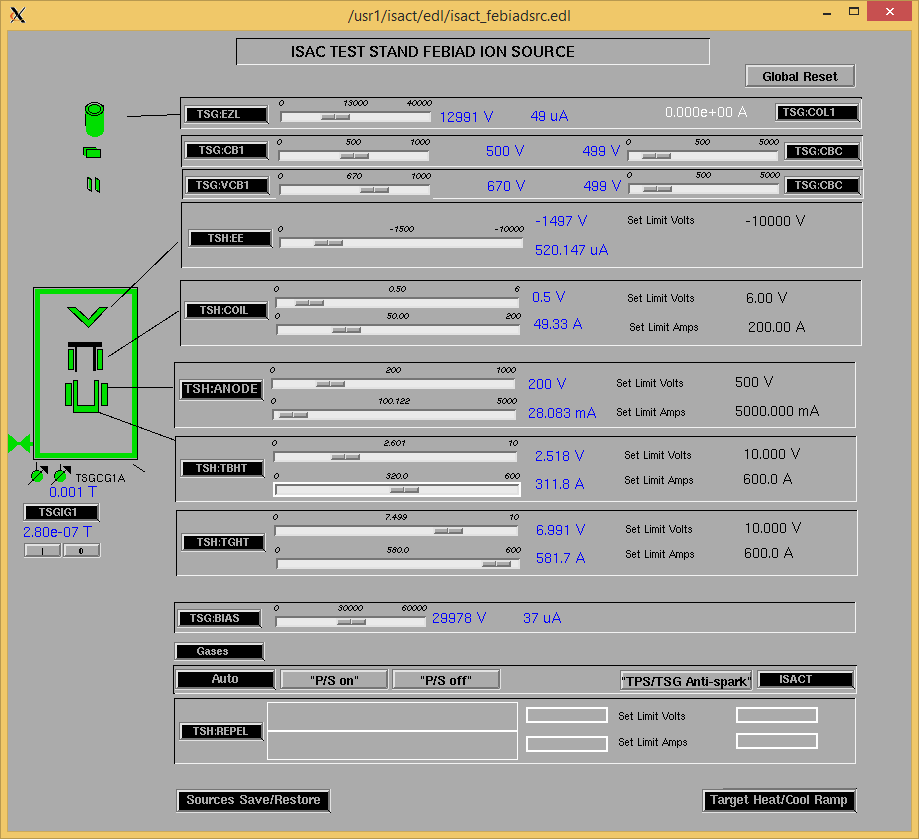 X
/usr1/isact/edl/isact_febiadsrc.edl
ISAC TEST STAND FEBIAD ION SOURCE
Global Reset
TSG:EZL 0 13000 40000 12991 V 49 uA 0.000e+00 A TSG:COL1
TSG:CB1 0 500 1000 500 V 499 V 0 500 5000 TSG:CBC
TSG:VCB1 0 670 1000 670 V 499 V 0 500 5000 TSG:CBC
TSH:EE 0 -1500 -10000 -1497 V Set Limit Volts -10000 V
520.147 uA
TSH:COIL 0 0.50 6 0.5 V Set Limit Volts 6.00 V
0 50.00 200 49.33 A Set Limit Amps 200.00 A
TSH:ANODE 0 200 1000 200 V Set Limit Volts 500 V
0 100.122 5000 28.083 mA Set Limit Amps 5000.000 mA
TSH:TBHT 0 2.601 10 2.518 V Set Limit Volts 10.000 V
0 320.0 600 311.8 A Set Limit Amps 600.0 A
TSGCG1A
0.001 T
TSGIG1
2.80e-07 T
I 0
TSH:TGHT 0 7.499 10 6.991 V Set Limit Volts 10.000 V
0 580.0 600 581.7 A Set Limit Amps 600.0 A
TSG:BIAS 0 30000 60000 29978 V 37 uA
Gases
Auto "P/S on" "P/S off" "TPS/TSG Anti-spark" ISACT
TSH:REPEL Set Limit Volts
Set Limit Amps
Sources Save/Restore Target Heat/Cool Ramp